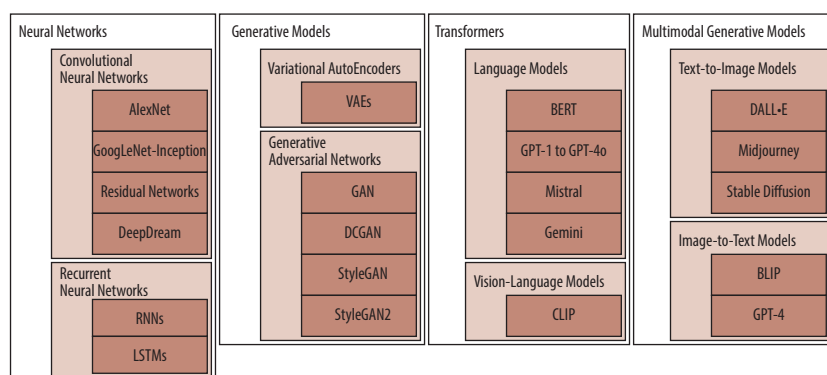 Neural Networks
Convolutional
Neural Networks
AlexNet
GoogLeNet-Inception
Residual Networks
DeepDream
Recurrent
Neural Networks
RNNs
LSTMs
Generative Models
Variational AutoEncoders
VAEs
Generative
Adversarial Networks
GAN
DCGAN
StyleGAN
StyleGAN2
Transformers
Language Models
BERT
GPT-1 to GPT-4o
Mistral
Gemini
Vision-Language Models
CLIP
Multimodal Generative Models
Text-to-Image Models
DALL•E
Midjourney
Stable Diffusion
Image-to-Text Models
BLIP
GPT-4